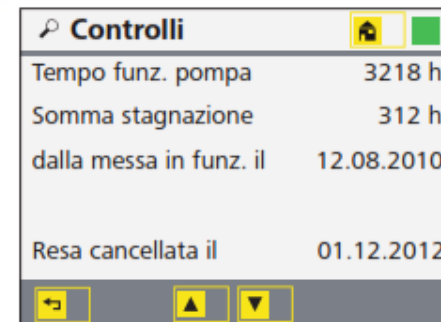 Controlli
Tempo funz. pompa 3218 h
Somma stagnazione 312 h
dalla messa in funz. il 12.08.2010
Resa cancellata il 01.12.2012